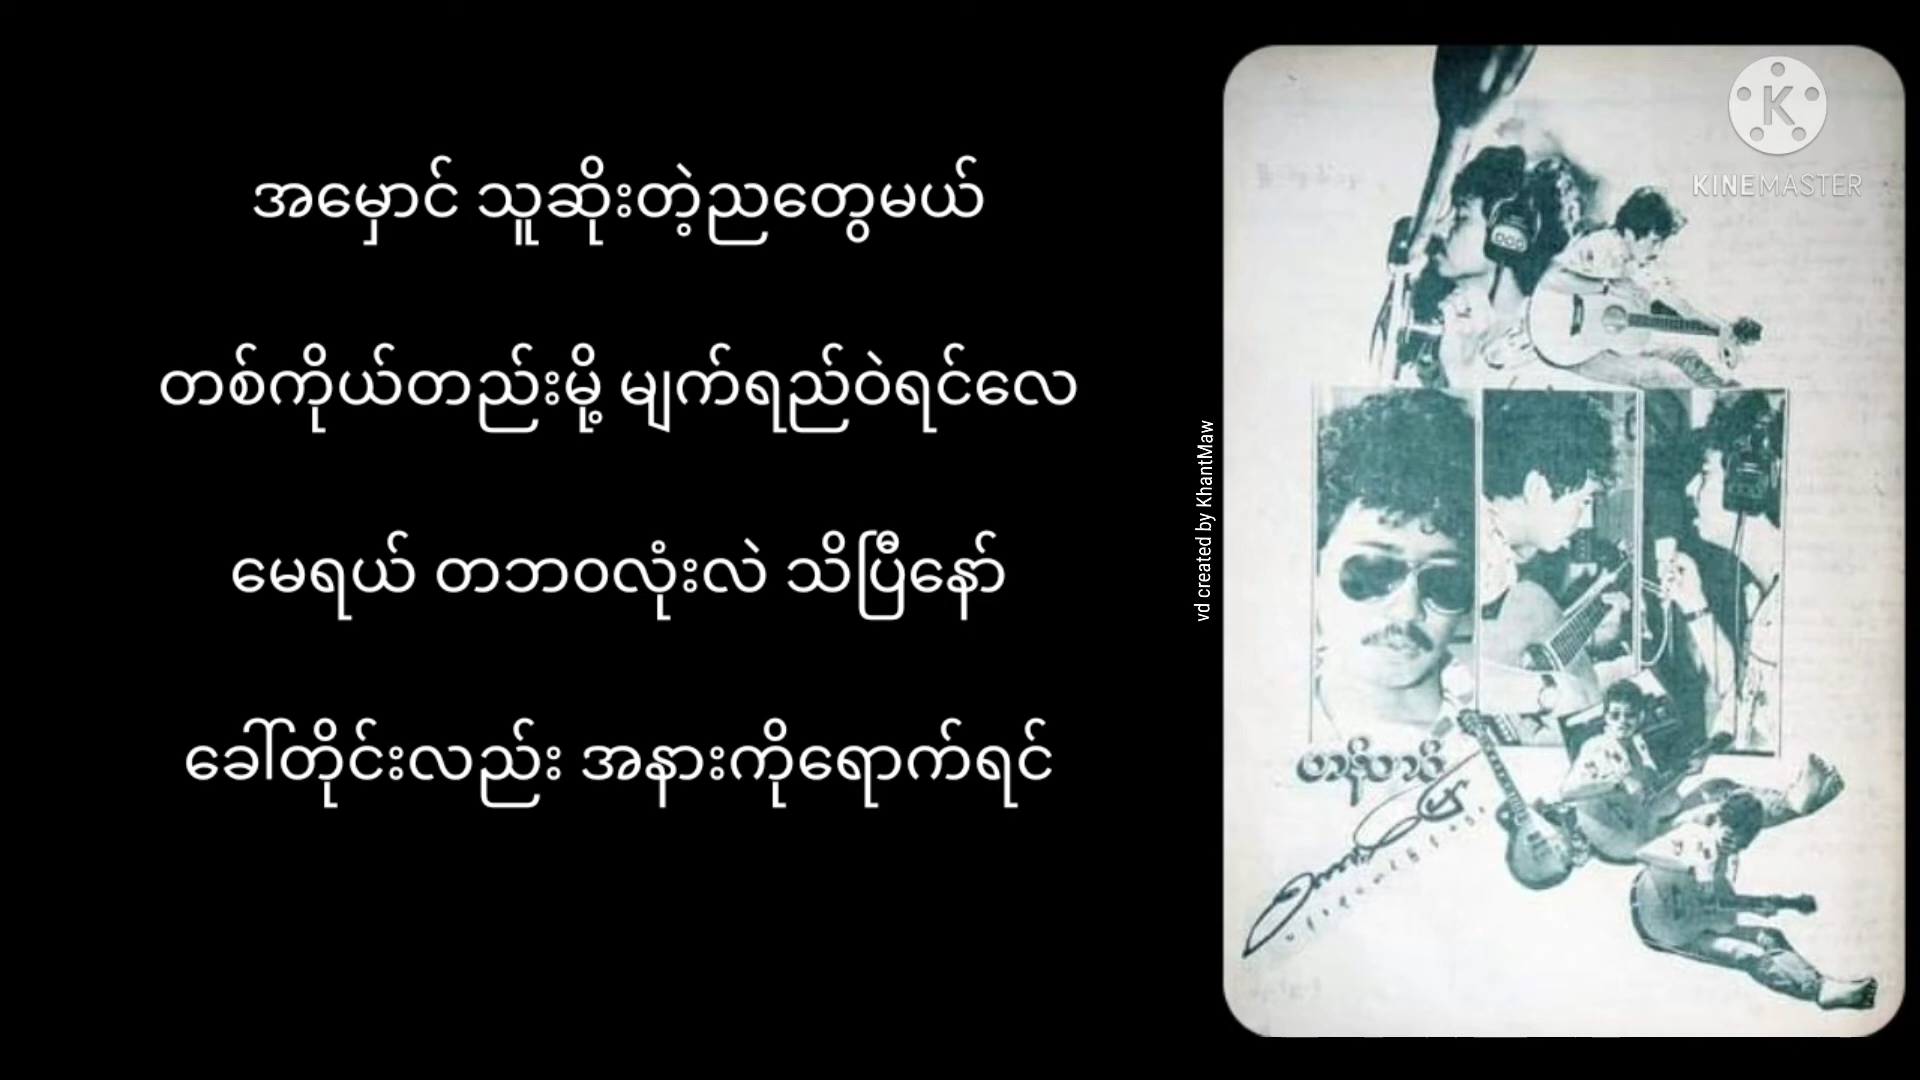 အမှောင် သူဆိုးတဲ့ညတွေမယ်
တစ်ကိုယ်တည်းမို့ မျက်ရည်ဝဲရင်လေ
မေရယ် တဘဝလုံးလဲ သိပြီနော်
ခေါ်တိုင်းလည်း အနားကိုရောက်ရင်
vd created by KhantMaw
KINEMASTER